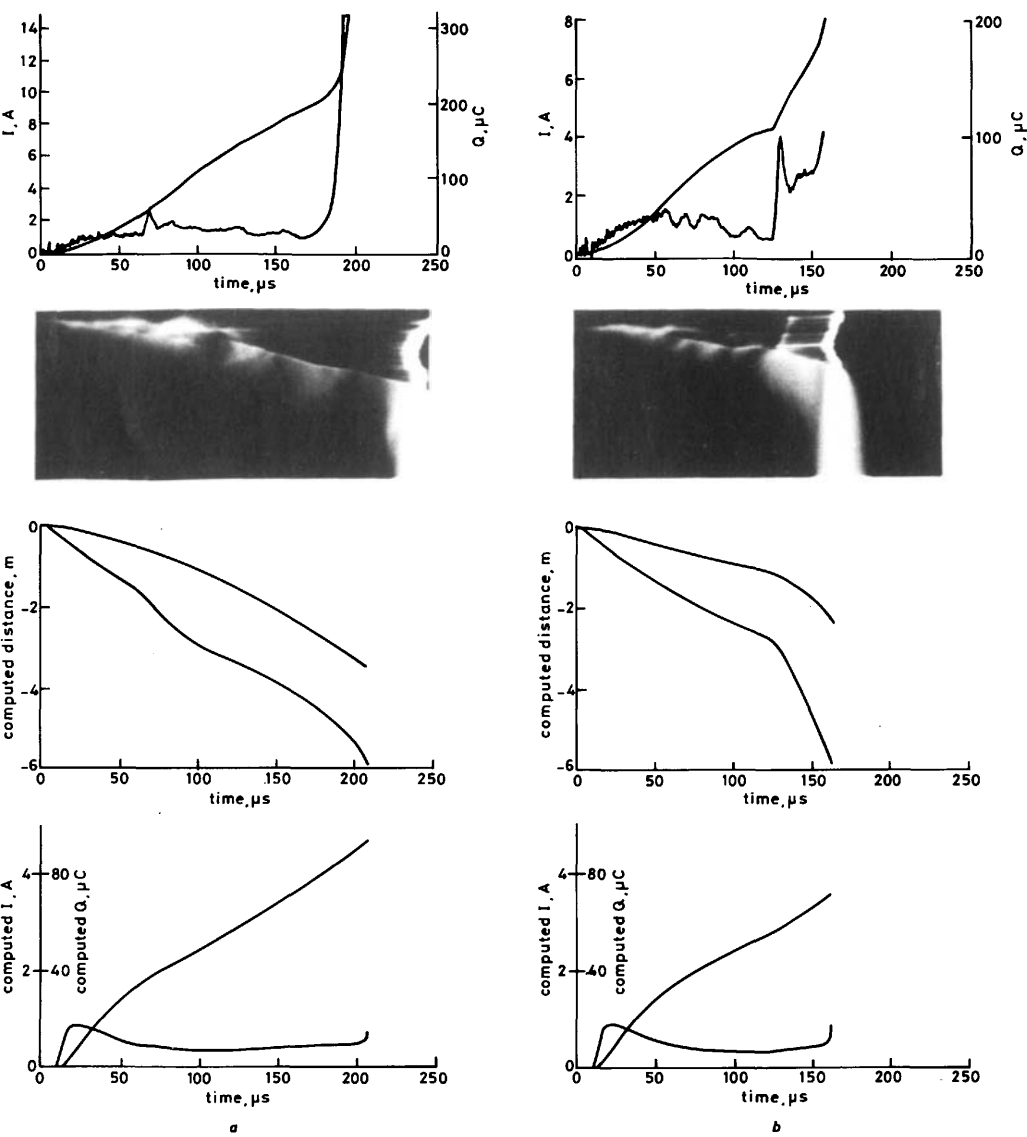 14
12
10
8
6
4
2
0
I, A
300
200
100
0
Q, µC
0 50 100 150 200 250
time, µs
8
6
4
2
0
I, A
200
100
0
Q, µC
0 50 100 150 200
time, µs
0
-2
-4
-6
computed distance, m
0 50 100 150 200 250
time, µs
0
-2
-4
-6
computed distance, m
0 50 100 150 200 250
time, µs
4
2
0
computed I, A
80
40
computed Q, µC
0 50 100 150 200 250
time, µs
a
4
2
0
computed I, A
80
40
computed Q, µC
0 50 100 150 200 250
time, µs
b